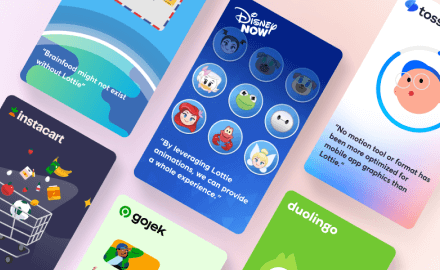 "Brainfood might not exist
without Lottie"
Disney
NOW
"By leveraging Lottie
animations, we can provide
a whole experience."
toss
"No motion tool or format has
been more optimized for
mobile app graphics than
Lottie."
instacart
gojek
duolingo